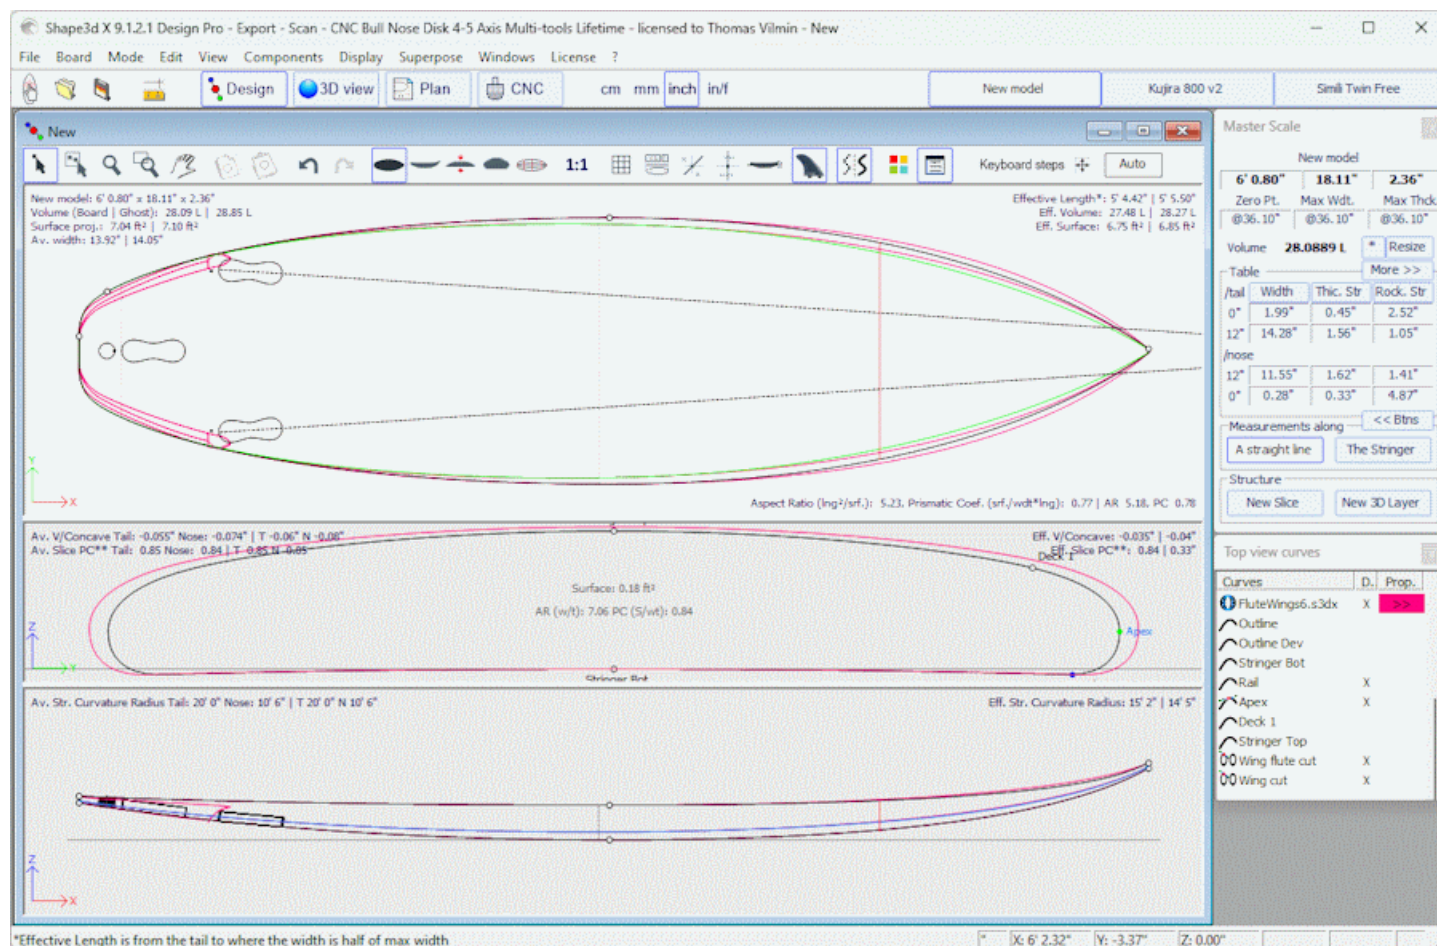 Shape3d X 9.1.2.1 Design Pro - Export - Scan - CNC Bull Nose Disk 4-5 Axis Multi-tools Lifetime - licensed to Thomas Vilmin - New
File Board Mode Edit View Components Display Superpose Windows License ?
Design 3D view Plan CNC cm mm inch in/f New model Kujira 800 v2 Simili Twin Free
New
1:1 Keyboard steps Auto
New model: 6' 0.80" x 18.11" x 2.36"
Volume (Board | Ghost): 28.09 L | 28.85 L
Surface proj.: 7.04 ft² | 7.10 ft²
Av. width: 13.92" | 14.05"
Effective Length*: 5' 4.42" | 5' 5.50"
Eff. Volume: 27.48 L | 28.27 L
Eff. Surface: 6.75 ft² | 6.85 ft²
Y
X
Aspect Ratio (lng²/srf.): 5.23, Prismatic Coef. (srf./wdt*lng): 0.77 | AR 5.18, PC 0.78
Av. V/Concave Tail: -0.055" Nose: -0.074" | T -0.06" N -0.08"
Av. Slice PC** Tail: 0.85 Nose: 0.84 | T 0.85 N 0.85
Eff. V/Concave: -0.035" | -0.04"
Eff. Slice PC**: 0.84 | 0.33"
Deck 1
Surface: 0.18 ft²
AR (w/t): 7.06 PC (S/wt): 0.84
Apex
Z
Y
Stringer Bot
Av. Str. Curvature Radius Tail: 20' 0" Nose: 10' 6" | T 20' 0" N 10' 6"
Eff. Str. Curvature Radius: 15' 2" | 14' 5"
Z
X
Master Scale
New model
6' 0.80" 18.11" 2.36"
Zero Pt. Max Wdt. Max Thck
@36.10" @36.10" @36.10"
Volume 28.0889 L * Resize
Table More >>
/tail Width Thic. Str Rock. Str
0" 1.99" 0.45" 2.52"
12" 14.28" 1.56" 1.05"
/nose
12" 11.55" 1.62" 1.41"
0" 0.28" 0.33" 4.87"
<< Btns
Measurements along
A straight line The Stringer
Structure
New Slice New 3D Layer
Top view curves
Curves D. Prop.
FluteWings6.s3dx X >>
Outline
Outline Dev
Stringer Bot
Rail X
Apex X
Deck 1
Stringer Top
Wing flute cut X
Wing cut X
*Effective Length is from the tail to where the width is half of max width
" X: 6' 2.32" Y: -3.37" Z: 0.00"